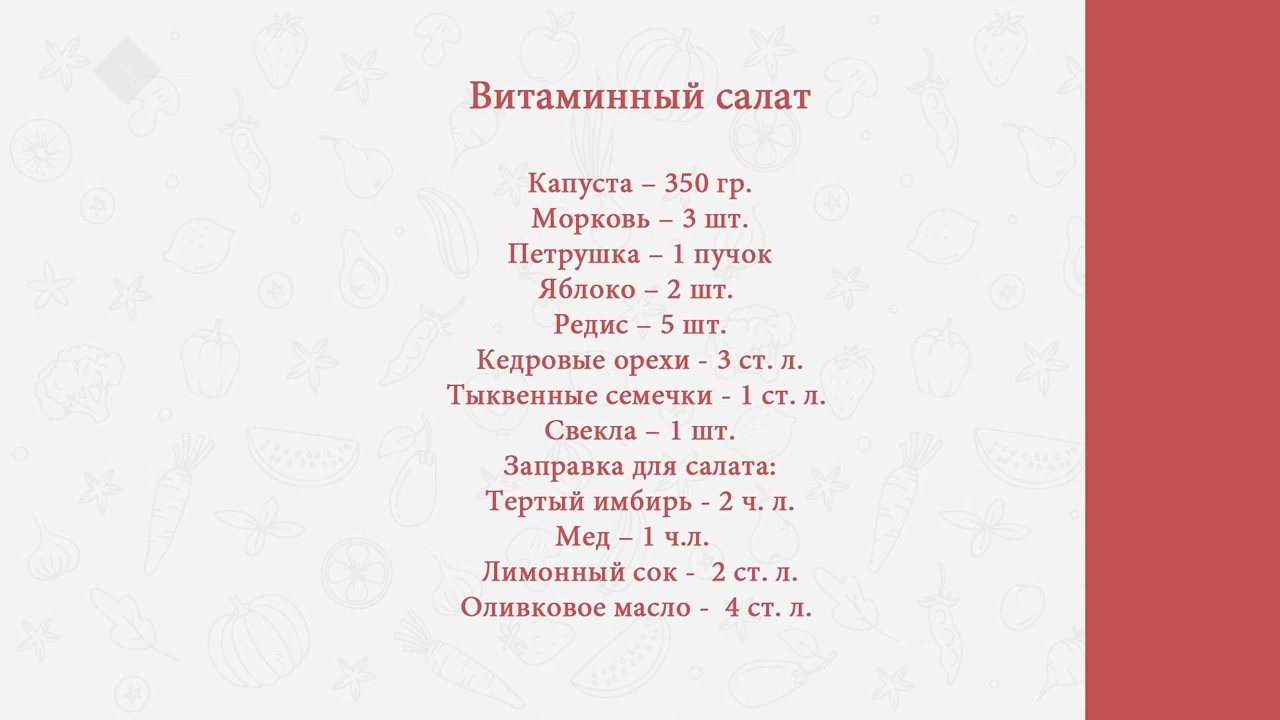 Витаминный салат
Капуста – 350 гр.
Морковь – 3 шт.
Петрушка – 1 пучок
Яблоко – 2 шт.
Редис – 5 шт.
Кедровые орехи - 3 ст. л.
Тыквенные семечки - 1 ст. л.
Свекла – 1 шт.
Заправка для салата:
Тертый имбирь - 2 ч. л.
Мед – 1 ч.л.
Лимонный сок -  2 ст. л.
Оливковое масло -  4 ст. л.